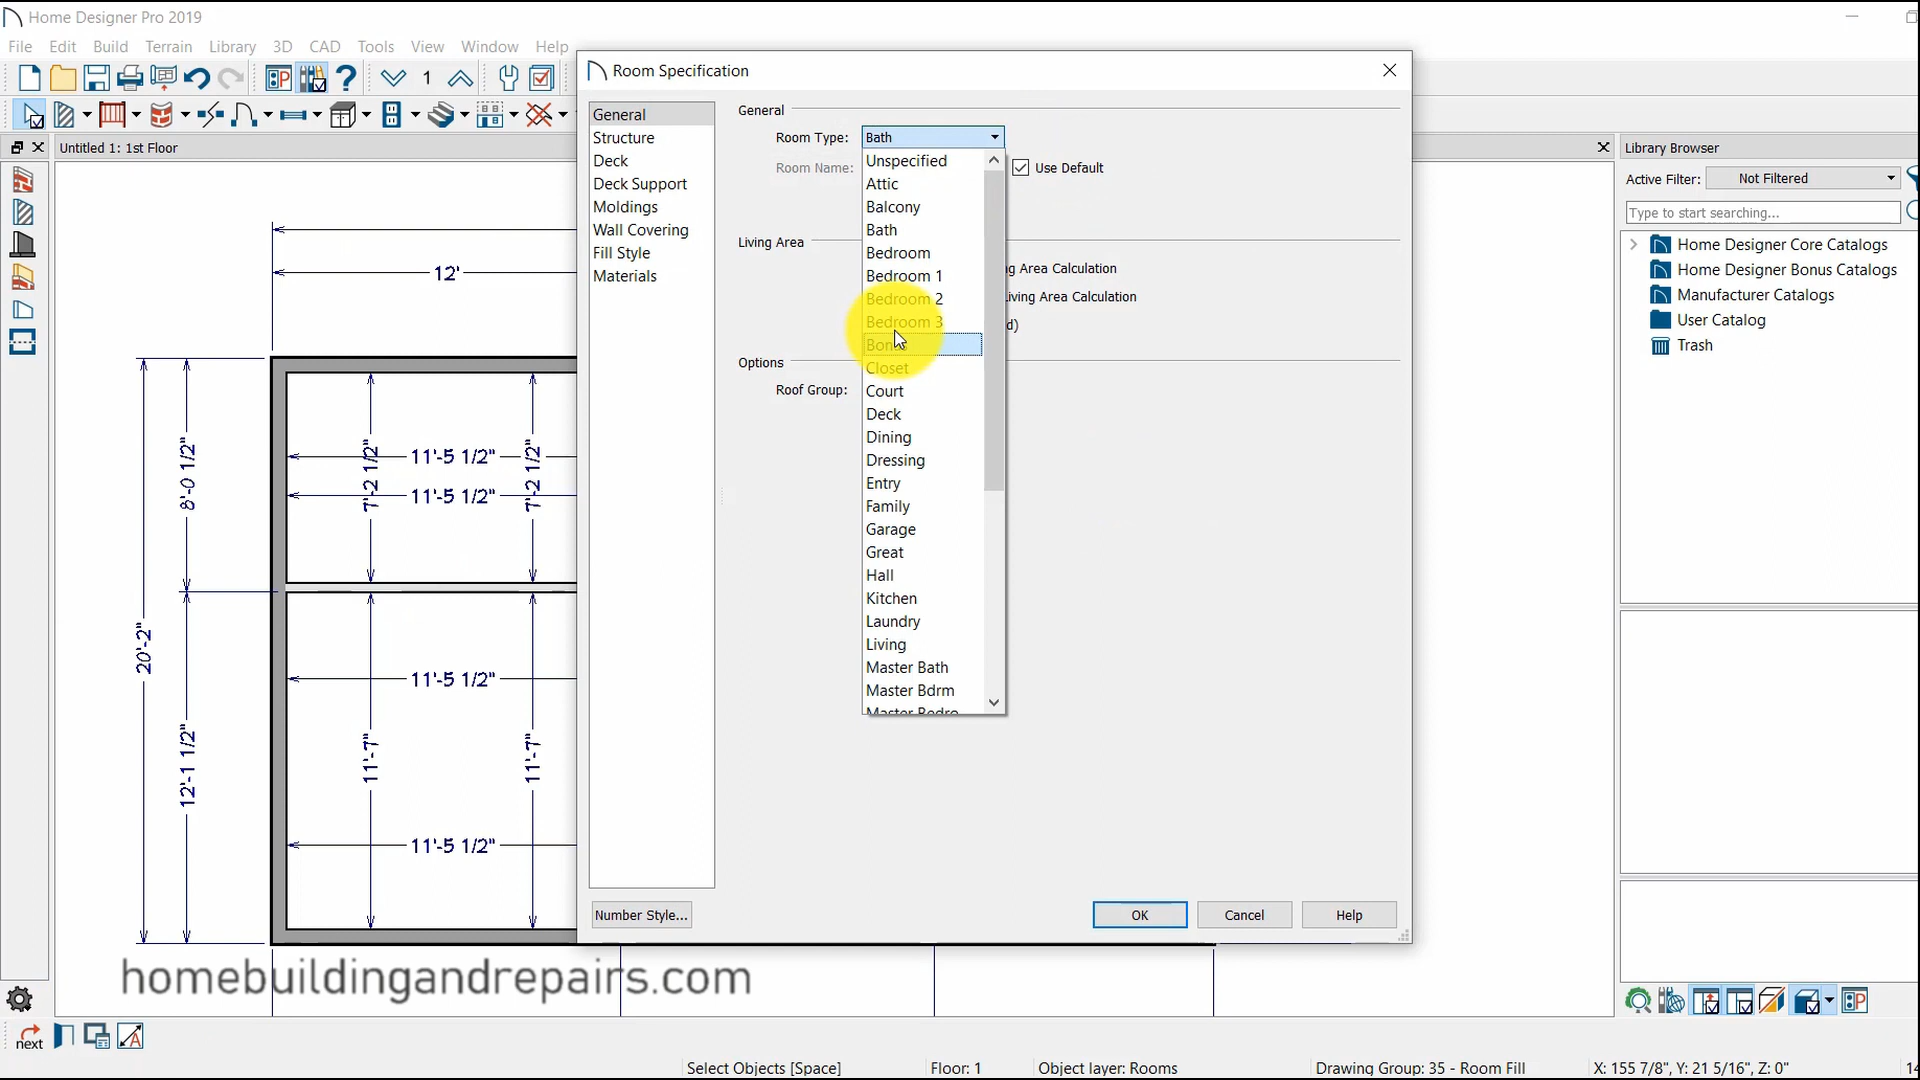 Home Designer Pro 2019
File Edit Build Terrain Library 3D CAD Tools View Window Help
1
Untitled 1: 1st Floor
12'
8'-0 1/2"
7'-2 1/2"
7'-2 1/2"
11'-5 1/2"
11'-5 1/2"
20'-2"
12'-1 1/2"
11'-7"
11'-7"
11'-5 1/2"
11'-5 1/2"
Room Specification
General
Structure
Deck
Deck Support
Moldings
Wall Covering
Fill Style
Materials
General
Room Type: Bath
Room Name: Use Default
Living Area
ng Area Calculation
iving Area Calculation
d)
Options
Roof Group:
Unspecified
Attic
Balcony
Bath
Bedroom
Bedroom 1
Bedroom 2
Bedroom 3
Closet
Court
Deck
Dining
Dressing
Entry
Family
Garage
Great
Hall
Kitchen
Laundry
Living
Master Bath
Master Bdrm
Master Bedro
Number Style... OK Cancel Help
Library Browser
Active Filter: Not Filtered
Type to start searching...
Home Designer Core Catalogs
Home Designer Bonus Catalogs
Manufacturer Catalogs
User Catalog
Trash
homebuildingandrepairs.com
next
Select Objects [Space] Floor: 1 Object layer: Rooms Drawing Group: 35 - Room Fill X: 155 7/8", Y: 21 5/16", Z: 0"